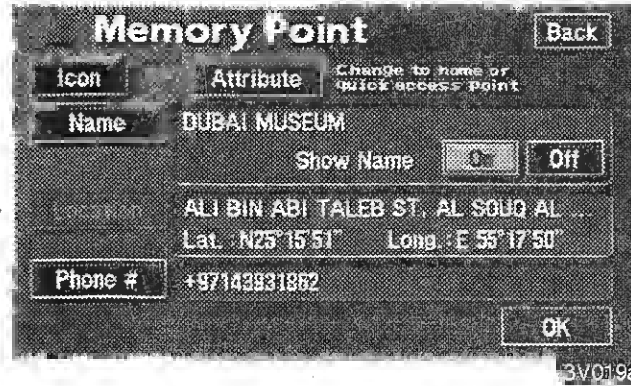 Memory Point
Back
Icon
Attribute
Change to home or
quick access point
Name
DUBAI MUSEUM
Show Name
On
Off
Location
ALI BIN ABI TALEB ST, AL SOUQ AL ...
Lat. :N25°15'51" Long.:E 55°17'50"
Phone #
+97143931862
OK